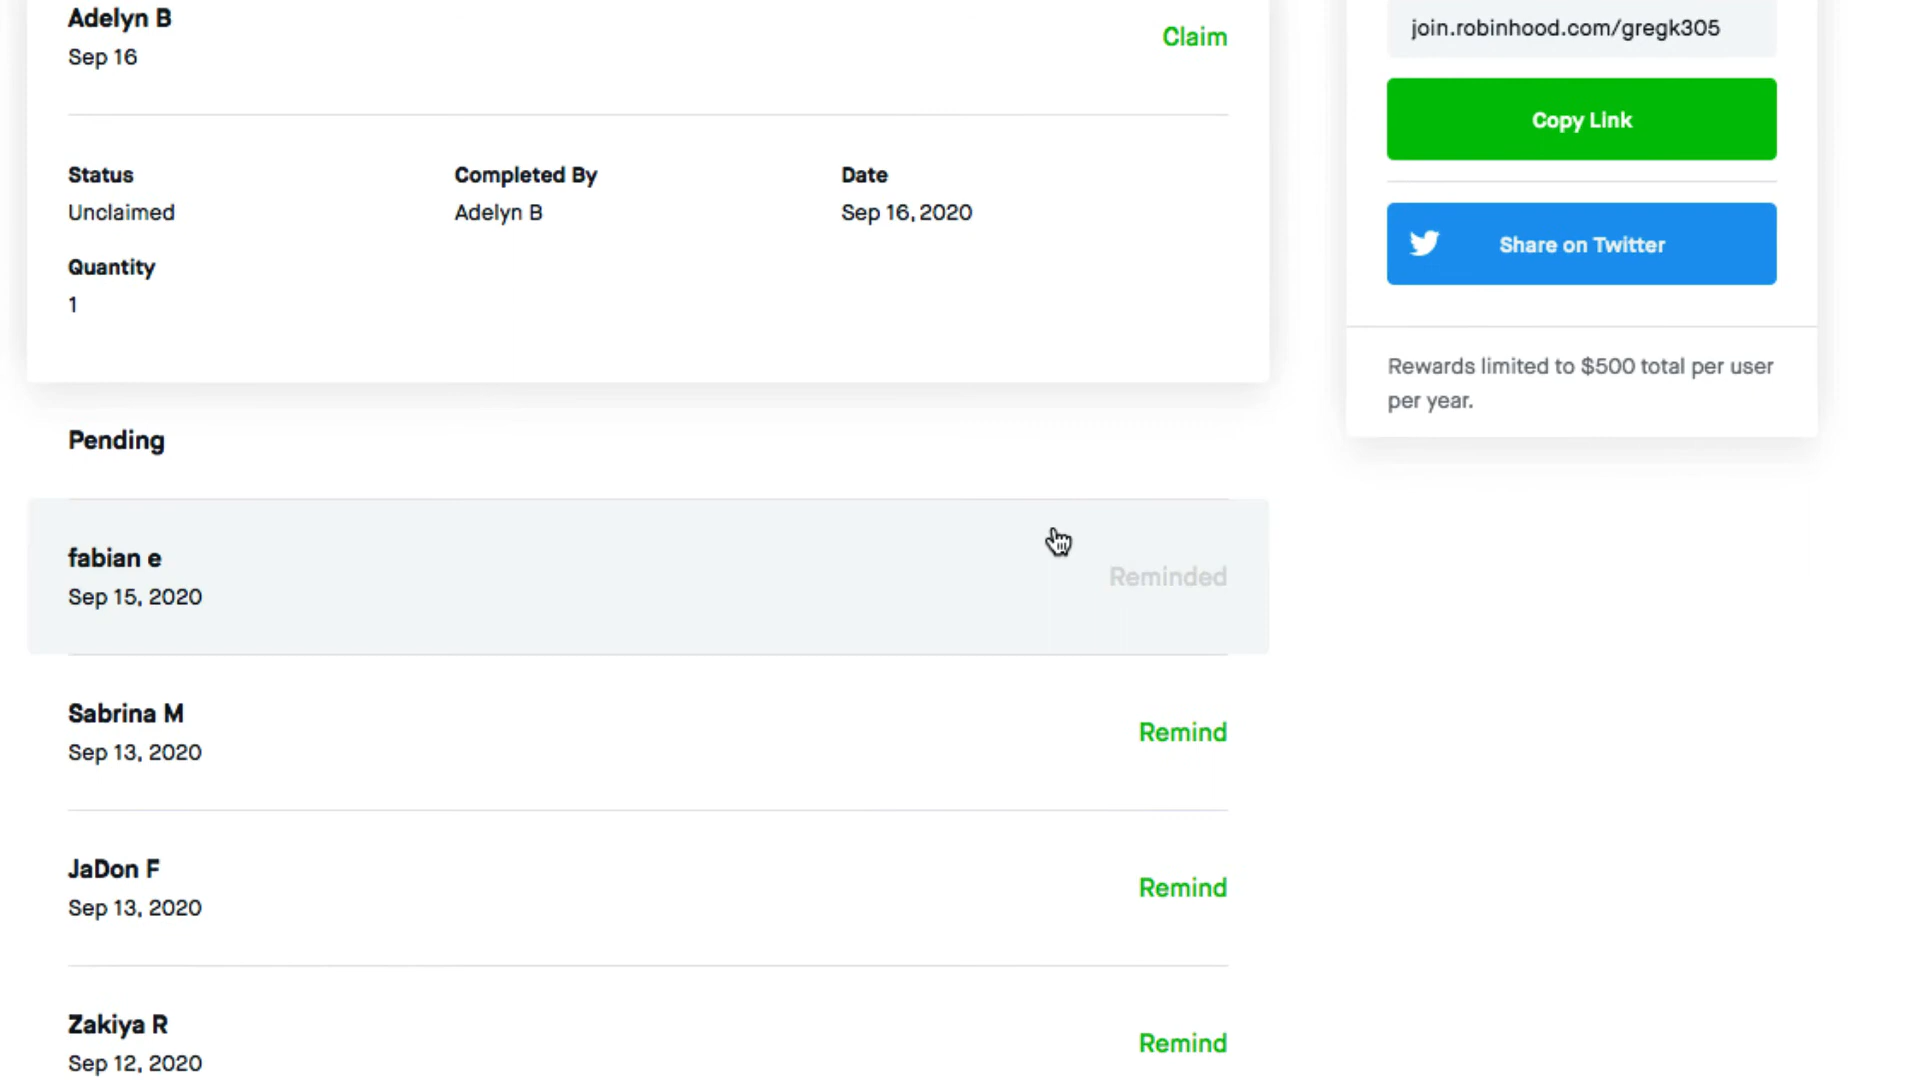 Adelyn B
Sep 16
Claim
Status
Unclaimed
Completed By
Adelyn B
Date
Sep 16, 2020
Quantity
1
Pending
fabian e
Sep 15, 2020
Reminded
Sabrina M
Sep 13, 2020
Remind
JaDon F
Sep 13, 2020
Remind
Zakiya R
Sep 12, 2020
Remind
join.robinhood.com/gregk305
Copy Link
Share on Twitter
Rewards limited to $500 total per user
per year.